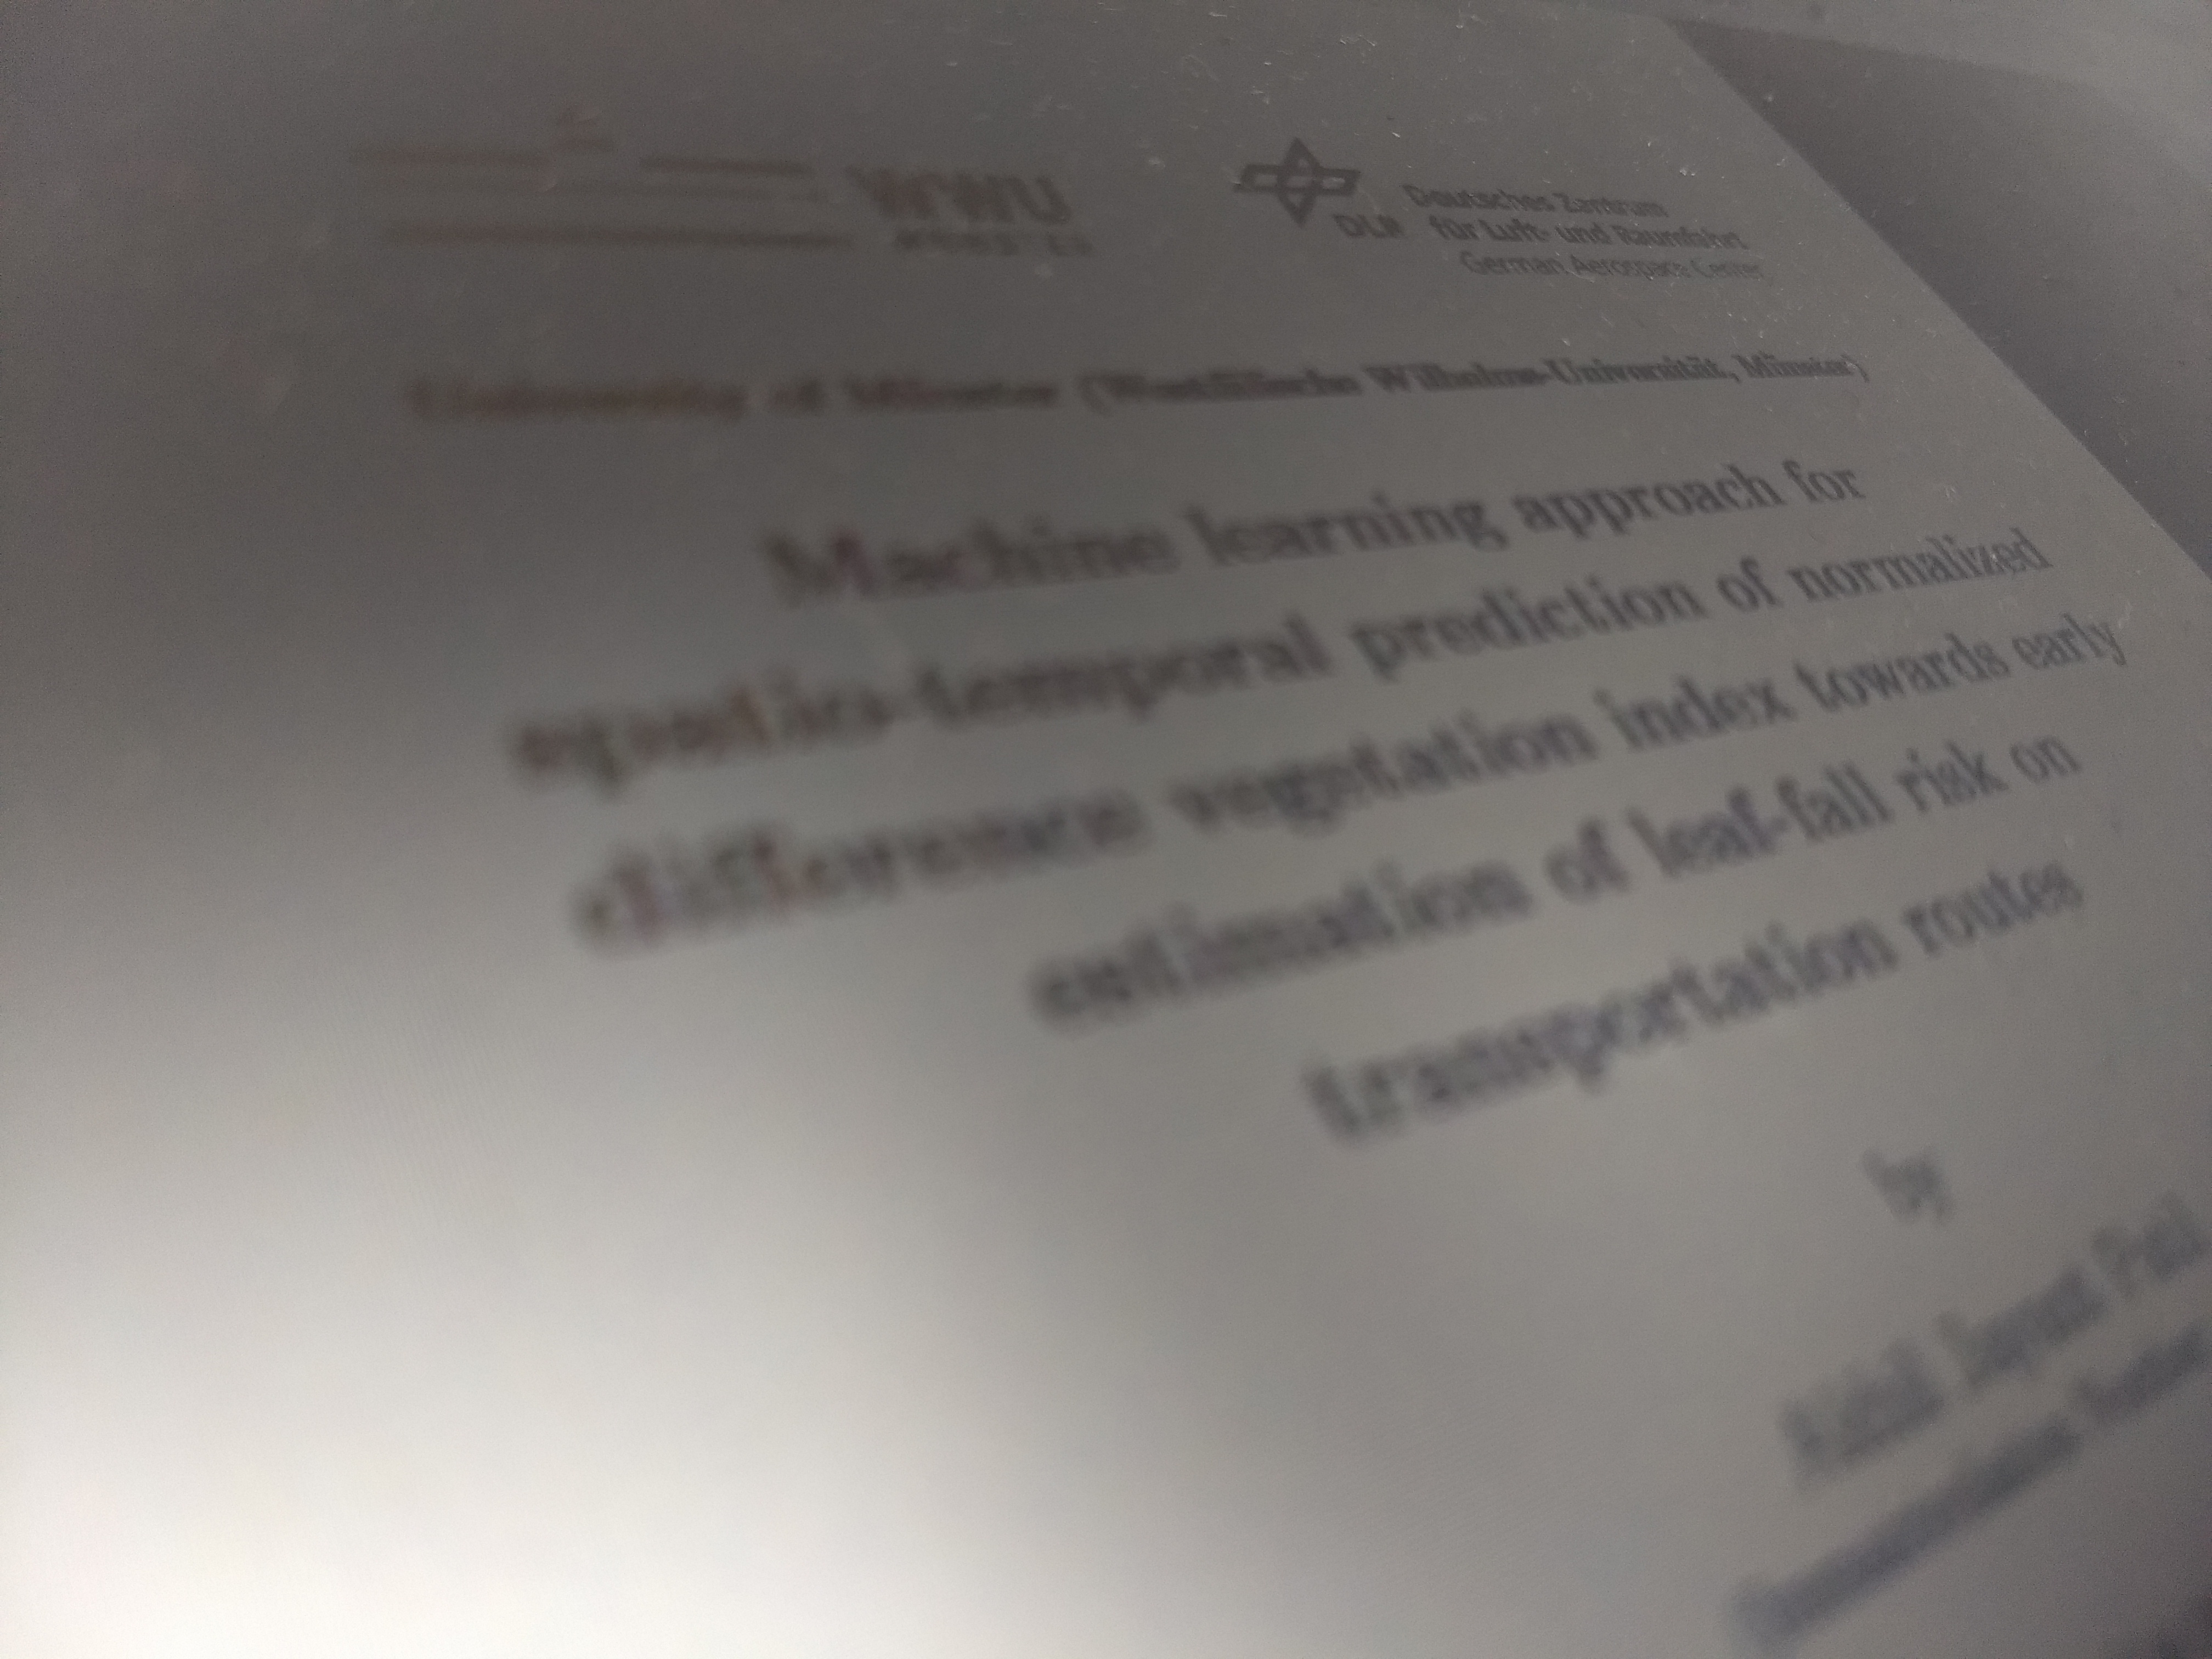 WWU
MÜNSTER
DLR
Deutsches Zentrum
für Luft- und Raumfahrt
German Aerospace Center
University of Münster (Westfälische Wilhelms-Universität, Münster)
Machine learning approach for
spatio-temporal prediction of normalized
difference vegetation index towards early
estimation of leaf-fall risk on
transportation routes
by